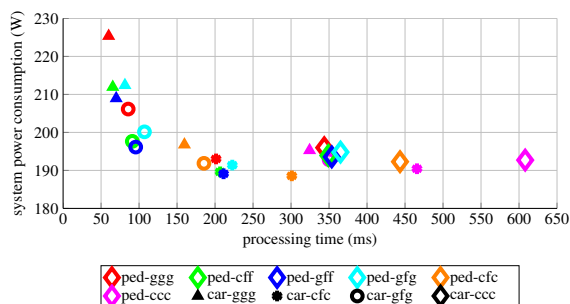 230
220
210
200
190
180
system power consumption (W)
0 50 100 150 200 250 300 350 400 450 500 550 600 650
processing time (ms)
ped-ggg ped-cff ped-gff ped-gfg ped-cfc
ped-ccc car-ggg car-cfc car-gfg car-ccc